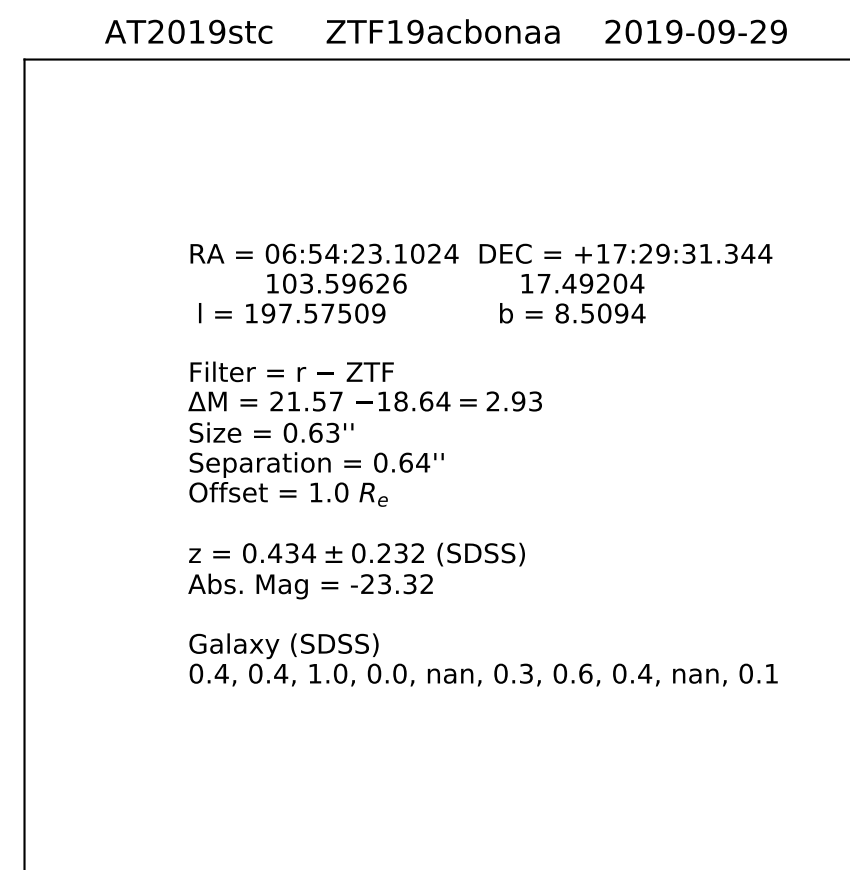 AT2019stc ZTF19acbonaa 2019-09-29
RA = 06:54:23.1024 DEC = +17:29:31.344
103.59626 17.49204
l = 197.57509 b = 8.5094
Filter = r − ZTF
ΔM = 21.57 −18.64 = 2.93
Size = 0.63''
Separation = 0.64''
Offset = 1.0 Re
z = 0.434 ± 0.232 (SDSS)
Abs. Mag = -23.32
Galaxy (SDSS)
0.4, 0.4, 1.0, 0.0, nan, 0.3, 0.6, 0.4, nan, 0.1